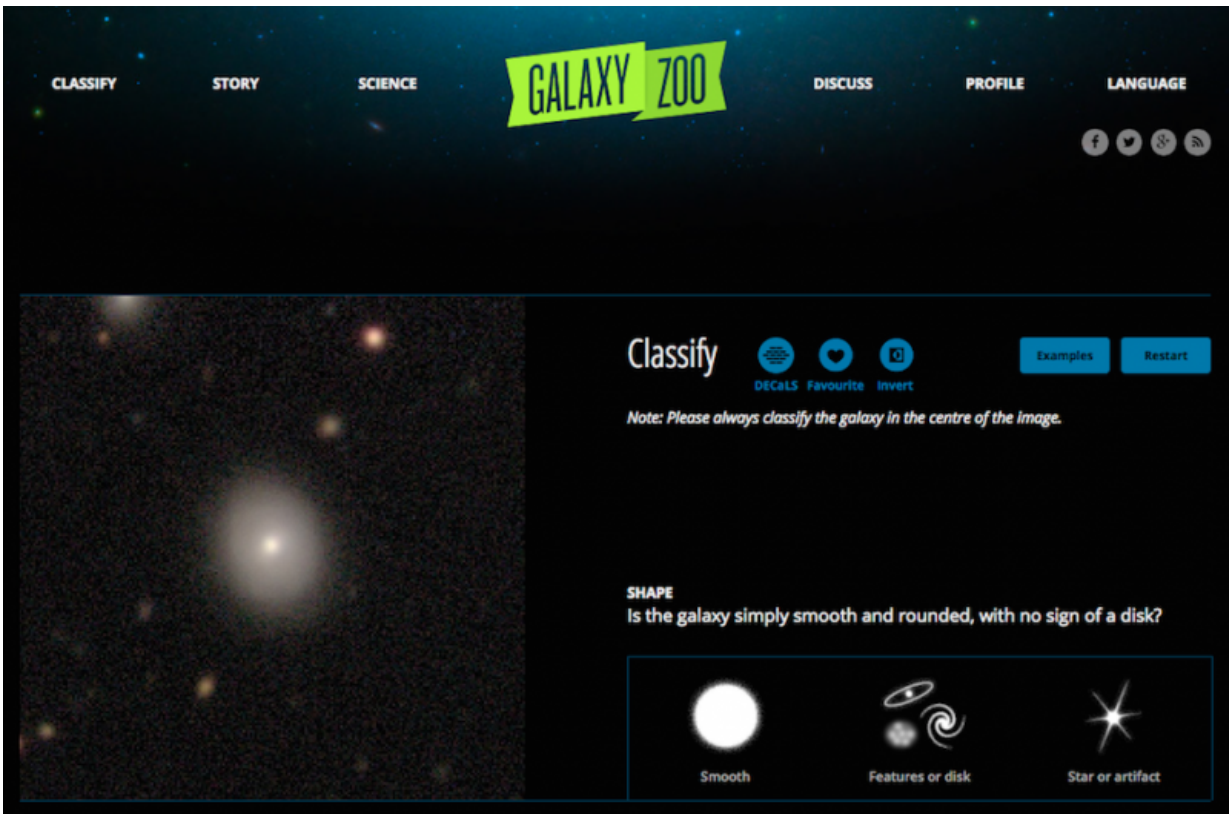 CLASSIFY STORY SCIENCE GALAXY ZOO DISCUSS PROFILE LANGUAGE
Classify
DECaLS Favourite Invert
Examples Restart
Note: Please always classify the galaxy in the centre of the image.
SHAPE
Is the galaxy simply smooth and rounded, with no sign of a disk?
Smooth Features or disk Star or artifact